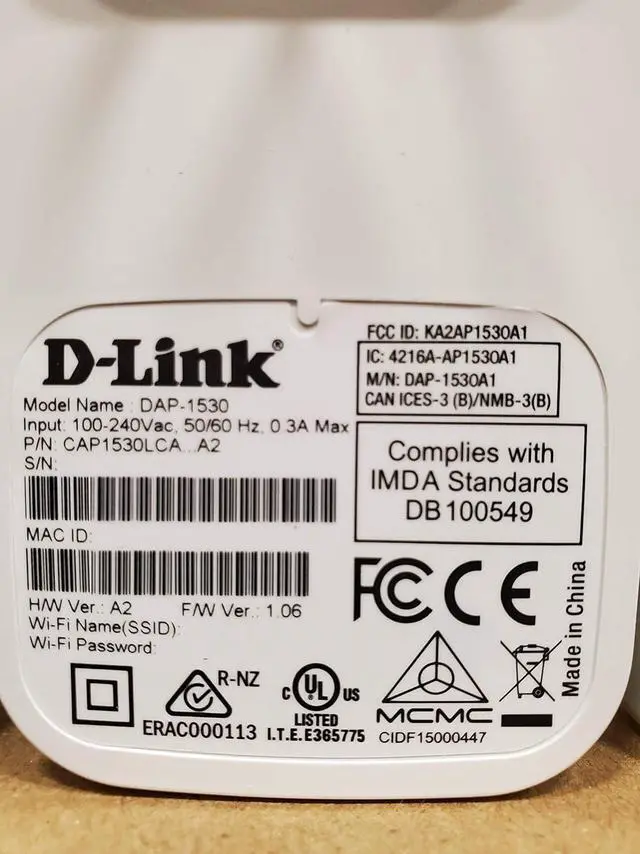 D-Link®
Model Name : DAP-1530
Input: 100-240Vac, 50/60 Hz, 0.3A Max
P/N: CAP1530LCA...A2
S/N:
MAC ID:
H/W Ver.: A2 F/W Ver.: 1.06
Wi-Fi Name(SSID):
Wi-Fi Password:
FCC ID: KA2AP1530A1
IC: 4216A-AP1530A1
M/N: DAP-1530A1
CAN ICES-3 (B)/NMB-3(B)
Complies with
IMDA Standards
DB100549
FC CE
Made in China
R-NZ
ERAC000113
c UL US
LISTED
I.T.E.E365775
MCMC
CIDF15000447